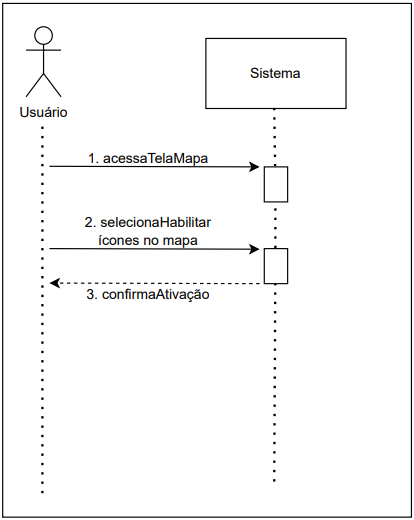 Sistema
Usuário
1. acessaTelaMapa
2. selecionaHabilitar
ícones no mapa
3. confirmaAtivação